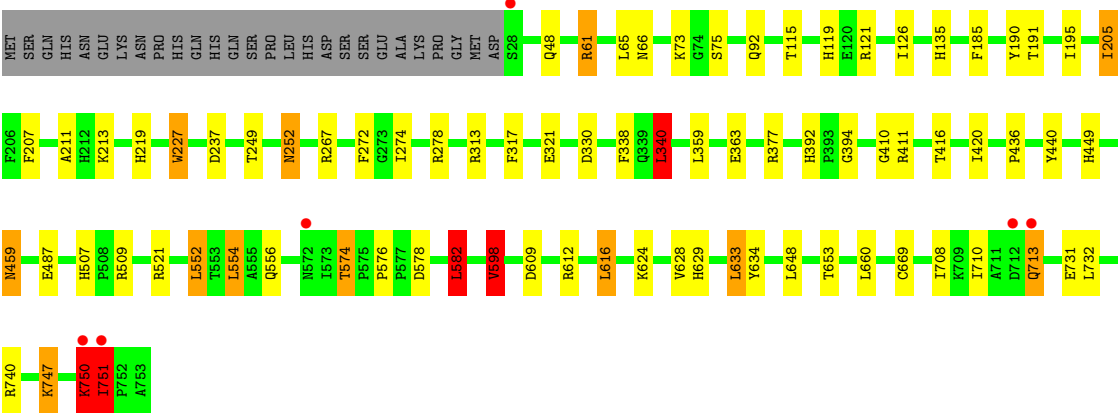 MET SER GLN HIS ASN GLU LYS ASN PRO HIS GLN HIS GLN SER PRO LEU HIS ASP SER SER GLU ALA LYS PRO GLY MET ASP S28 Q48 R61 L65 N66 K73 G74 S75 Q92 T115 H119 E120 R121 I126 H135 F185 Y190 T191 I195 I205
F206 F207 A211 H212 K213 H219 W227 D237 T249 N252 R267 F272 G273 I274 R278 R313 F317 E321 D330 F338 Q339 L340 L359 E363 R377 H392 P393 G394 G410 R411 T416 I420 P436 Y440 H449
N459 E487 H507 P508 R509 R521 L552 T553 L554 A555 Q556 N572 I573 T574 P575 P576 P577 D578 L582 V598 D609 R612 L616 K624 V628 H629 L633 Y634 L648 T653 L660 C669 I708 K709 I710 A711 D712 Q713 E731 L732
R740 K747 K750 I751 P752 A753